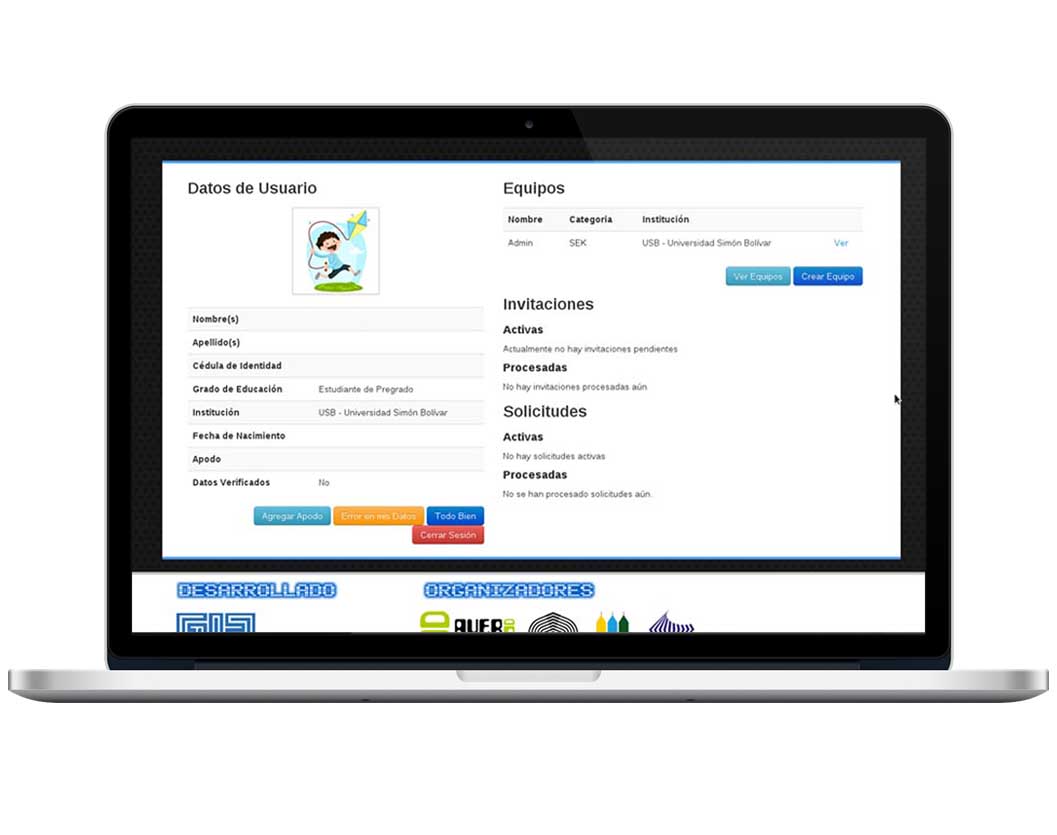 Datos de Usuario
Nombre(s)
Apellido(s)
Cédula de Identidad
Grado de Educación Estudiante de Pregrado
Institución USB - Universidad Simón Bolívar
Fecha de Nacimiento
Apodo
Datos Verificados No
Agregar Apodo Error en mis Datos Todo Bien
Cerrar Sesión
Equipos
Nombre Categoria Institución
Admin SEK USB - Universidad Simón Bolívar Ver
Ver Equipos Crear Equipo
Invitaciones
Activas
Actualmente no hay invitaciones pendientes
Procesadas
No hay invitaciones procesadas aún
Solicitudes
Activas
No hay solicitudes activas
Procesadas
No se han procesado solicitudes aún.
DESARROLLADO ORGANIZADORES